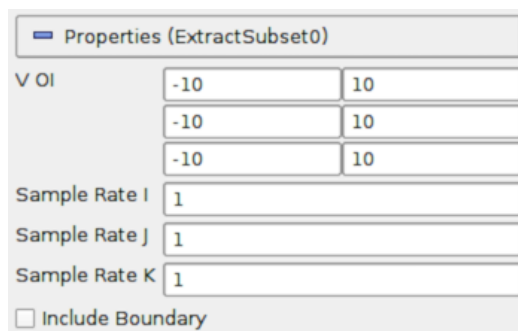 Properties (ExtractSubset0)
V OI -10 10
-10 10
-10 10
Sample Rate I 1
Sample Rate J 1
Sample Rate K 1
Include Boundary